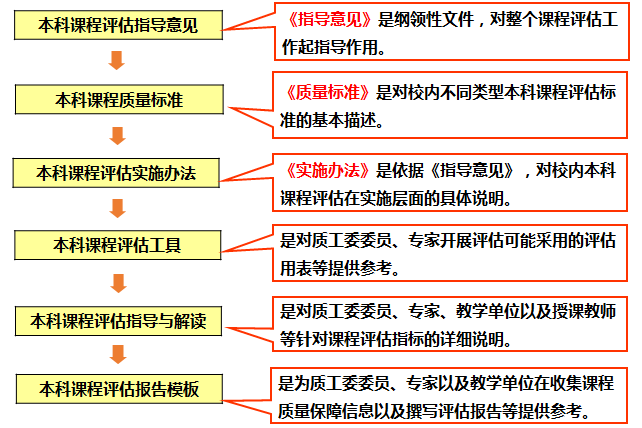 本科课程评估指导意见
《指导意见》是纲领性文件，对整个课程评估工
作起指导作用。
本科课程质量标准
《质量标准》是对校内不同类型本科课程评估标
准的基本描述。
本科课程评估实施办法
《实施办法》是依据《指导意见》，对校内本科
课程评估在实施层面的具体说明。
本科课程评估工具
是对质工委委员、专家开展评估可能采用的评估
用表等提供参考。
本科课程评估指导与解读
是对质工委委员、专家、教学单位以及授课教师
等针对课程评估指标的详细说明。
本科课程评估报告模板
是为质工委委员、专家以及教学单位在收集课程
质量保障信息以及撰写评估报告等提供参考。